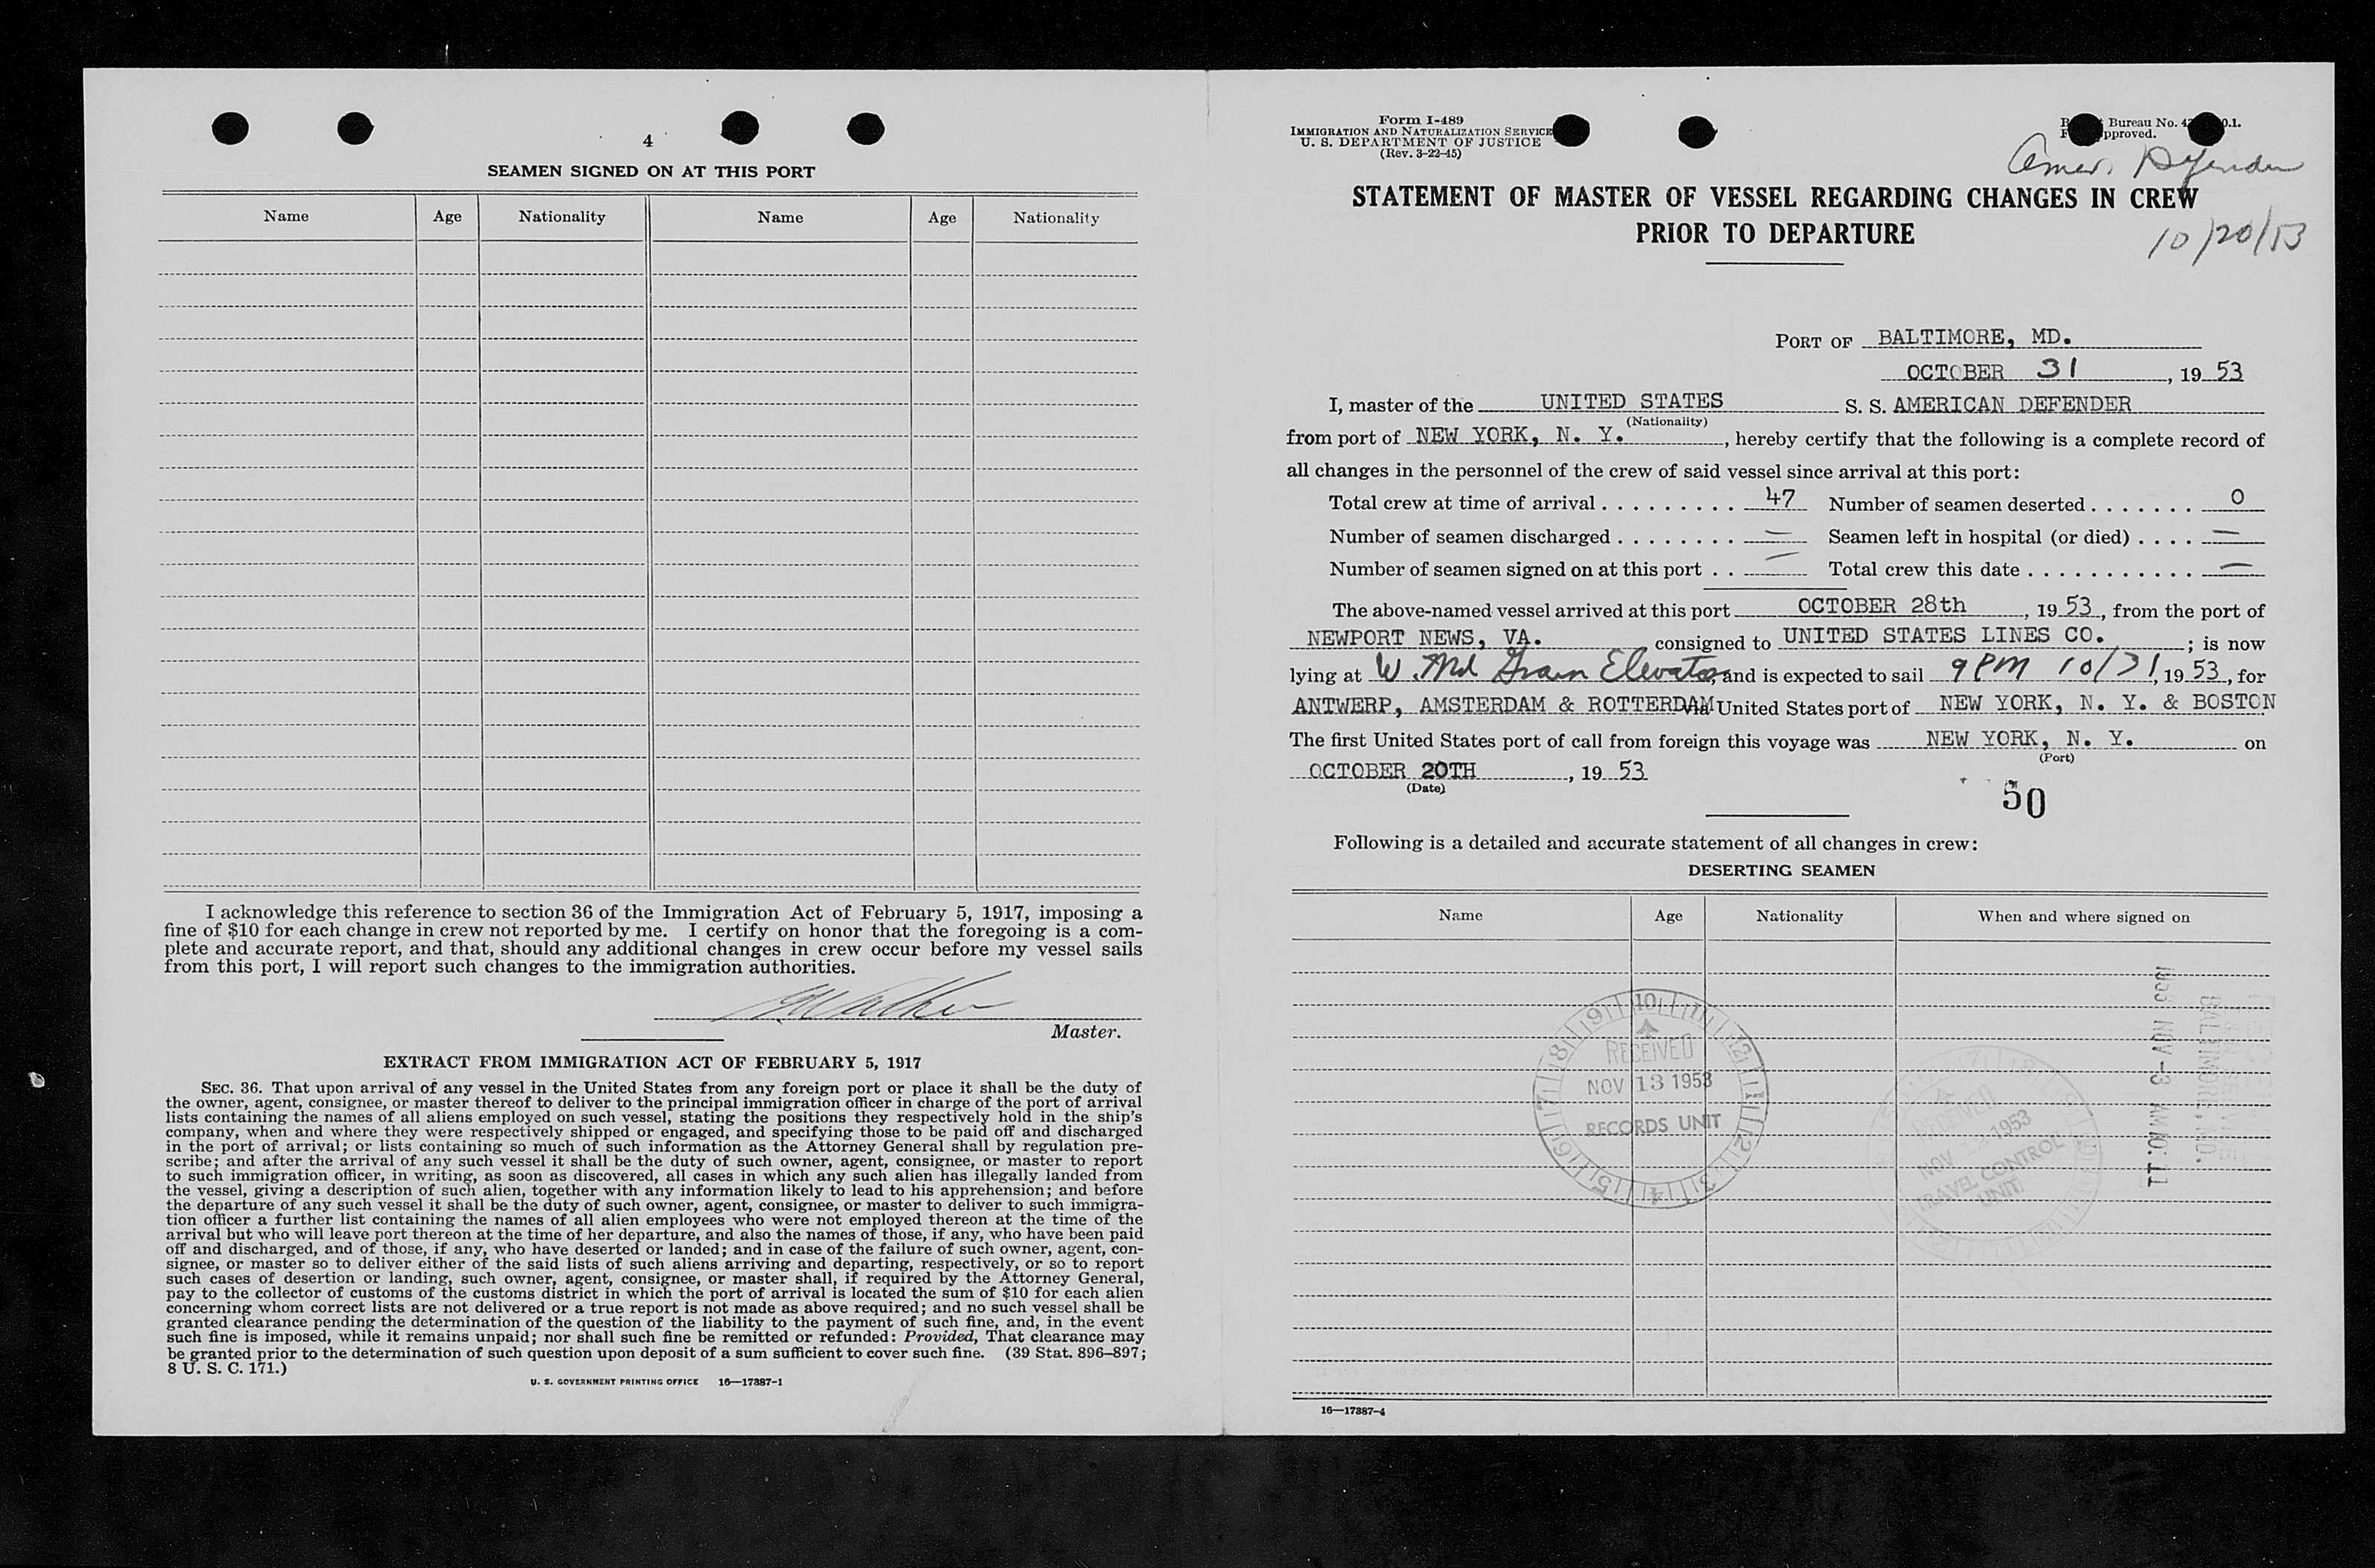 4
SEAMEN SIGNED ON AT THIS PORT
Name Age Nationality Name Age Nationality
I acknowledge this reference to section 36 of the Immigration Act of February 5, 1917, imposing a
fine of $10 for each change in crew not reported by me. I certify on honor that the foregoing is a com-
plete and accurate report, and that, should any additional changes in crew occur before my vessel sails
from this port, I will report such changes to the immigration authorities.
Walker
Master.
EXTRACT FROM IMMIGRATION ACT OF FEBRUARY 5, 1917
SEC. 36. That upon arrival of any vessel in the United States from any foreign port or place it shall be the duty of
the owner, agent, consignee, or master thereof to deliver to the principal immigration officer in charge of the port of arrival
lists containing the names of all aliens employed on such vessel, stating the positions they respectively hold in the ship's
company, when and where they were respectively shipped or engaged, and specifying those to be paid off and discharged
in the port of arrival; or lists containing so much of such information as the Attorney General shall by regulation pre-
scribe; and after the arrival of any such vessel it shall be the duty of such owner, agent, consignee, or master to report
to such immigration officer, in writing, as soon as discovered, all cases in which any such alien has illegally landed from
the vessel, giving a description of such alien, together with any information likely to lead to his apprehension; and before
the departure of any such vessel it shall be the duty of such owner, agent, consignee, or master to deliver to such immigra-
tion officer a further list containing the names of all alien employees who were not employed thereon at the time of the
arrival but who will leave port thereon at the time of her departure, and also the names of those, if any, who have been paid
off and discharged, and of those, if any, who have deserted or landed; and in case of the failure of such owner, agent, con-
signee, or master so to deliver either of the said lists of such aliens arriving and departing, respectively, or so to report
such cases of desertion or landing, such owner, agent, consignee, or master shall, if required by the Attorney General,
pay to the collector of customs of the customs district in which the port of arrival is located the sum of $10 for each alien
concerning whom correct lists are not delivered or a true report is not made as above required; and no such vessel shall be
granted clearance pending the determination of the question of the liability to the payment of such fine, and, in the event
such fine is imposed, while it remains unpaid; nor shall such fine be remitted or refunded: Provided, That clearance may
be granted prior to the determination of such question upon deposit of a sum sufficient to cover such fine. (39 Stat. 896–897;
8 U. S. C. 171.)
U. S. GOVERNMENT PRINTING OFFICE 16—17387-1
Form I-489
IMMIGRATION AND NATURALIZATION SERVICE
U. S. DEPARTMENT OF JUSTICE
(Rev. 3-22-45)
Bureau No. 0.1.
pproved.
Amer. Defender
STATEMENT OF MASTER OF VESSEL REGARDING CHANGES IN CREW
PRIOR TO DEPARTURE
10/20/53
PORT OF BALTIMORE, MD.
OCTOBER 31, 19 53
I, master of the UNITED STATES S. S. AMERICAN DEFENDER
(Nationality)
from port of NEW YORK, N. Y., hereby certify that the following is a complete record of
all changes in the personnel of the crew of said vessel since arrival at this port:
Total crew at time of arrival . . . . . . . . . 47 Number of seamen deserted . . . . . . . 0
Number of seamen discharged . . . . . . . . — Seamen left in hospital (or died) . . . . —
Number of seamen signed on at this port . . — Total crew this date . . . . . . . . . . . —
The above-named vessel arrived at this port OCTOBER 28th, 19 53, from the port of
NEWPORT NEWS, VA. consigned to UNITED STATES LINES CO.; is now
lying at W. Md Grain Elevator, and is expected to sail 9 PM 10/31, 19 53, for
ANTWERP, AMSTERDAM & ROTTERDAM via United States port of NEW YORK, N. Y. & BOSTON
The first United States port of call from foreign this voyage was NEW YORK, N. Y. on
(Port)
OCTOBER 20TH, 19 53
(Date)
50
Following is a detailed and accurate statement of all changes in crew:
DESERTING SEAMEN
Name Age Nationality When and where signed on
RECEIVED
NOV 13 1953
RECORDS UNIT
RECEIVED
NOV 1953
TRAVEL CONTROL
UNIT
BALTIMORE, MD.
1953 NOV -3 AM 10: 11
16—17387-4